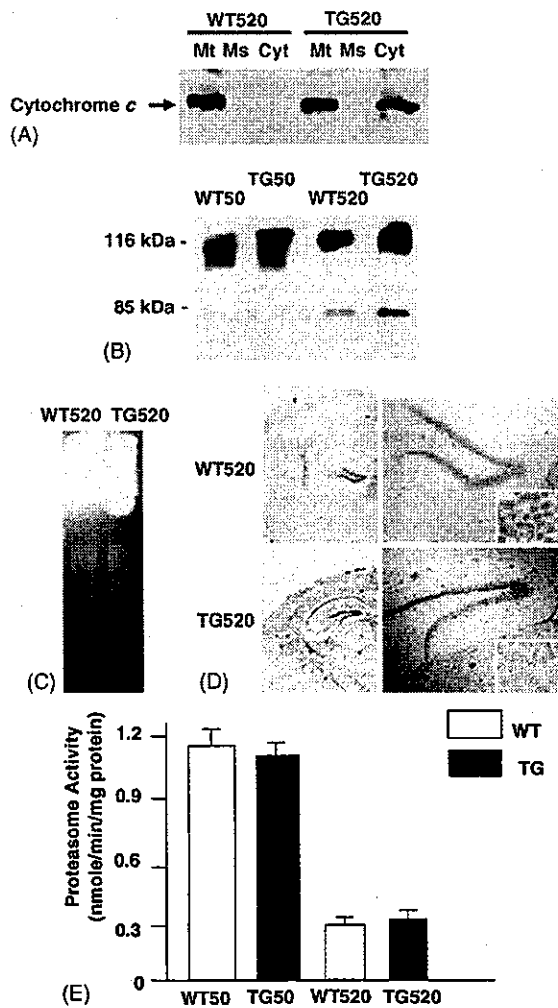 WT520 TG520
Mt Ms Cyt Mt Ms Cyt
Cytochrome c
(A)
WT50 TG50 WT520 TG520
116 kDa -
85 kDa -
(B)
WT520 TG520
(C)
WT520
TG520
(D)
WT
TG
Proteasome Activity
(nmole/min/mg protein)
1.2
0.9
0.6
0.3
0
WT50 TG50 WT520 TG520
(E)